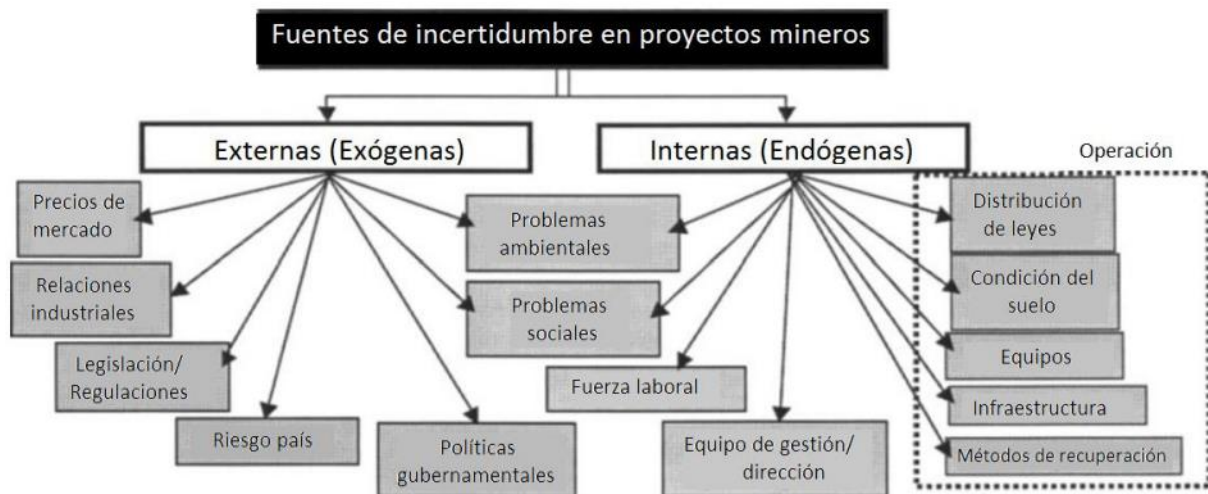 Fuentes de incertidumbre en proyectos mineros
Externas (Exógenas)
Internas (Endógenas)
Operación
Precios de
mercado
Relaciones
industriales
Legislación/
Regulaciones
Riesgo país
Políticas
gubernamentales
Problemas
ambientales
Problemas
sociales
Fuerza laboral
Equipo de gestión/
dirección
Distribución
de leyes
Condición del
suelo
Equipos
Infraestructura
Métodos de recuperación